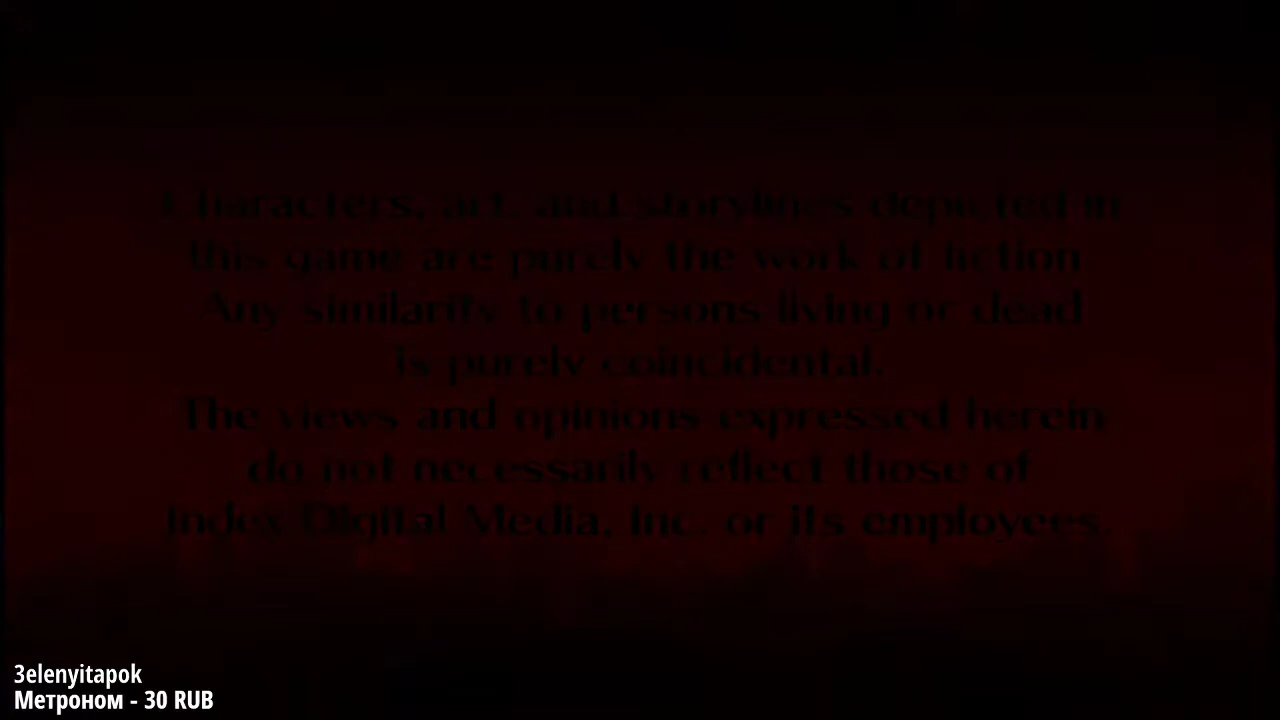 Characters, art, and storylines depicted in
this game are purely the work of fiction.
Any similarity to persons living or dead
is purely coincidental.
The views and opinions expressed herein
do not necessarily reflect those of
Index Digital Media, Inc. or its employees.
3elenyitapok
Метроном - 30 RUB